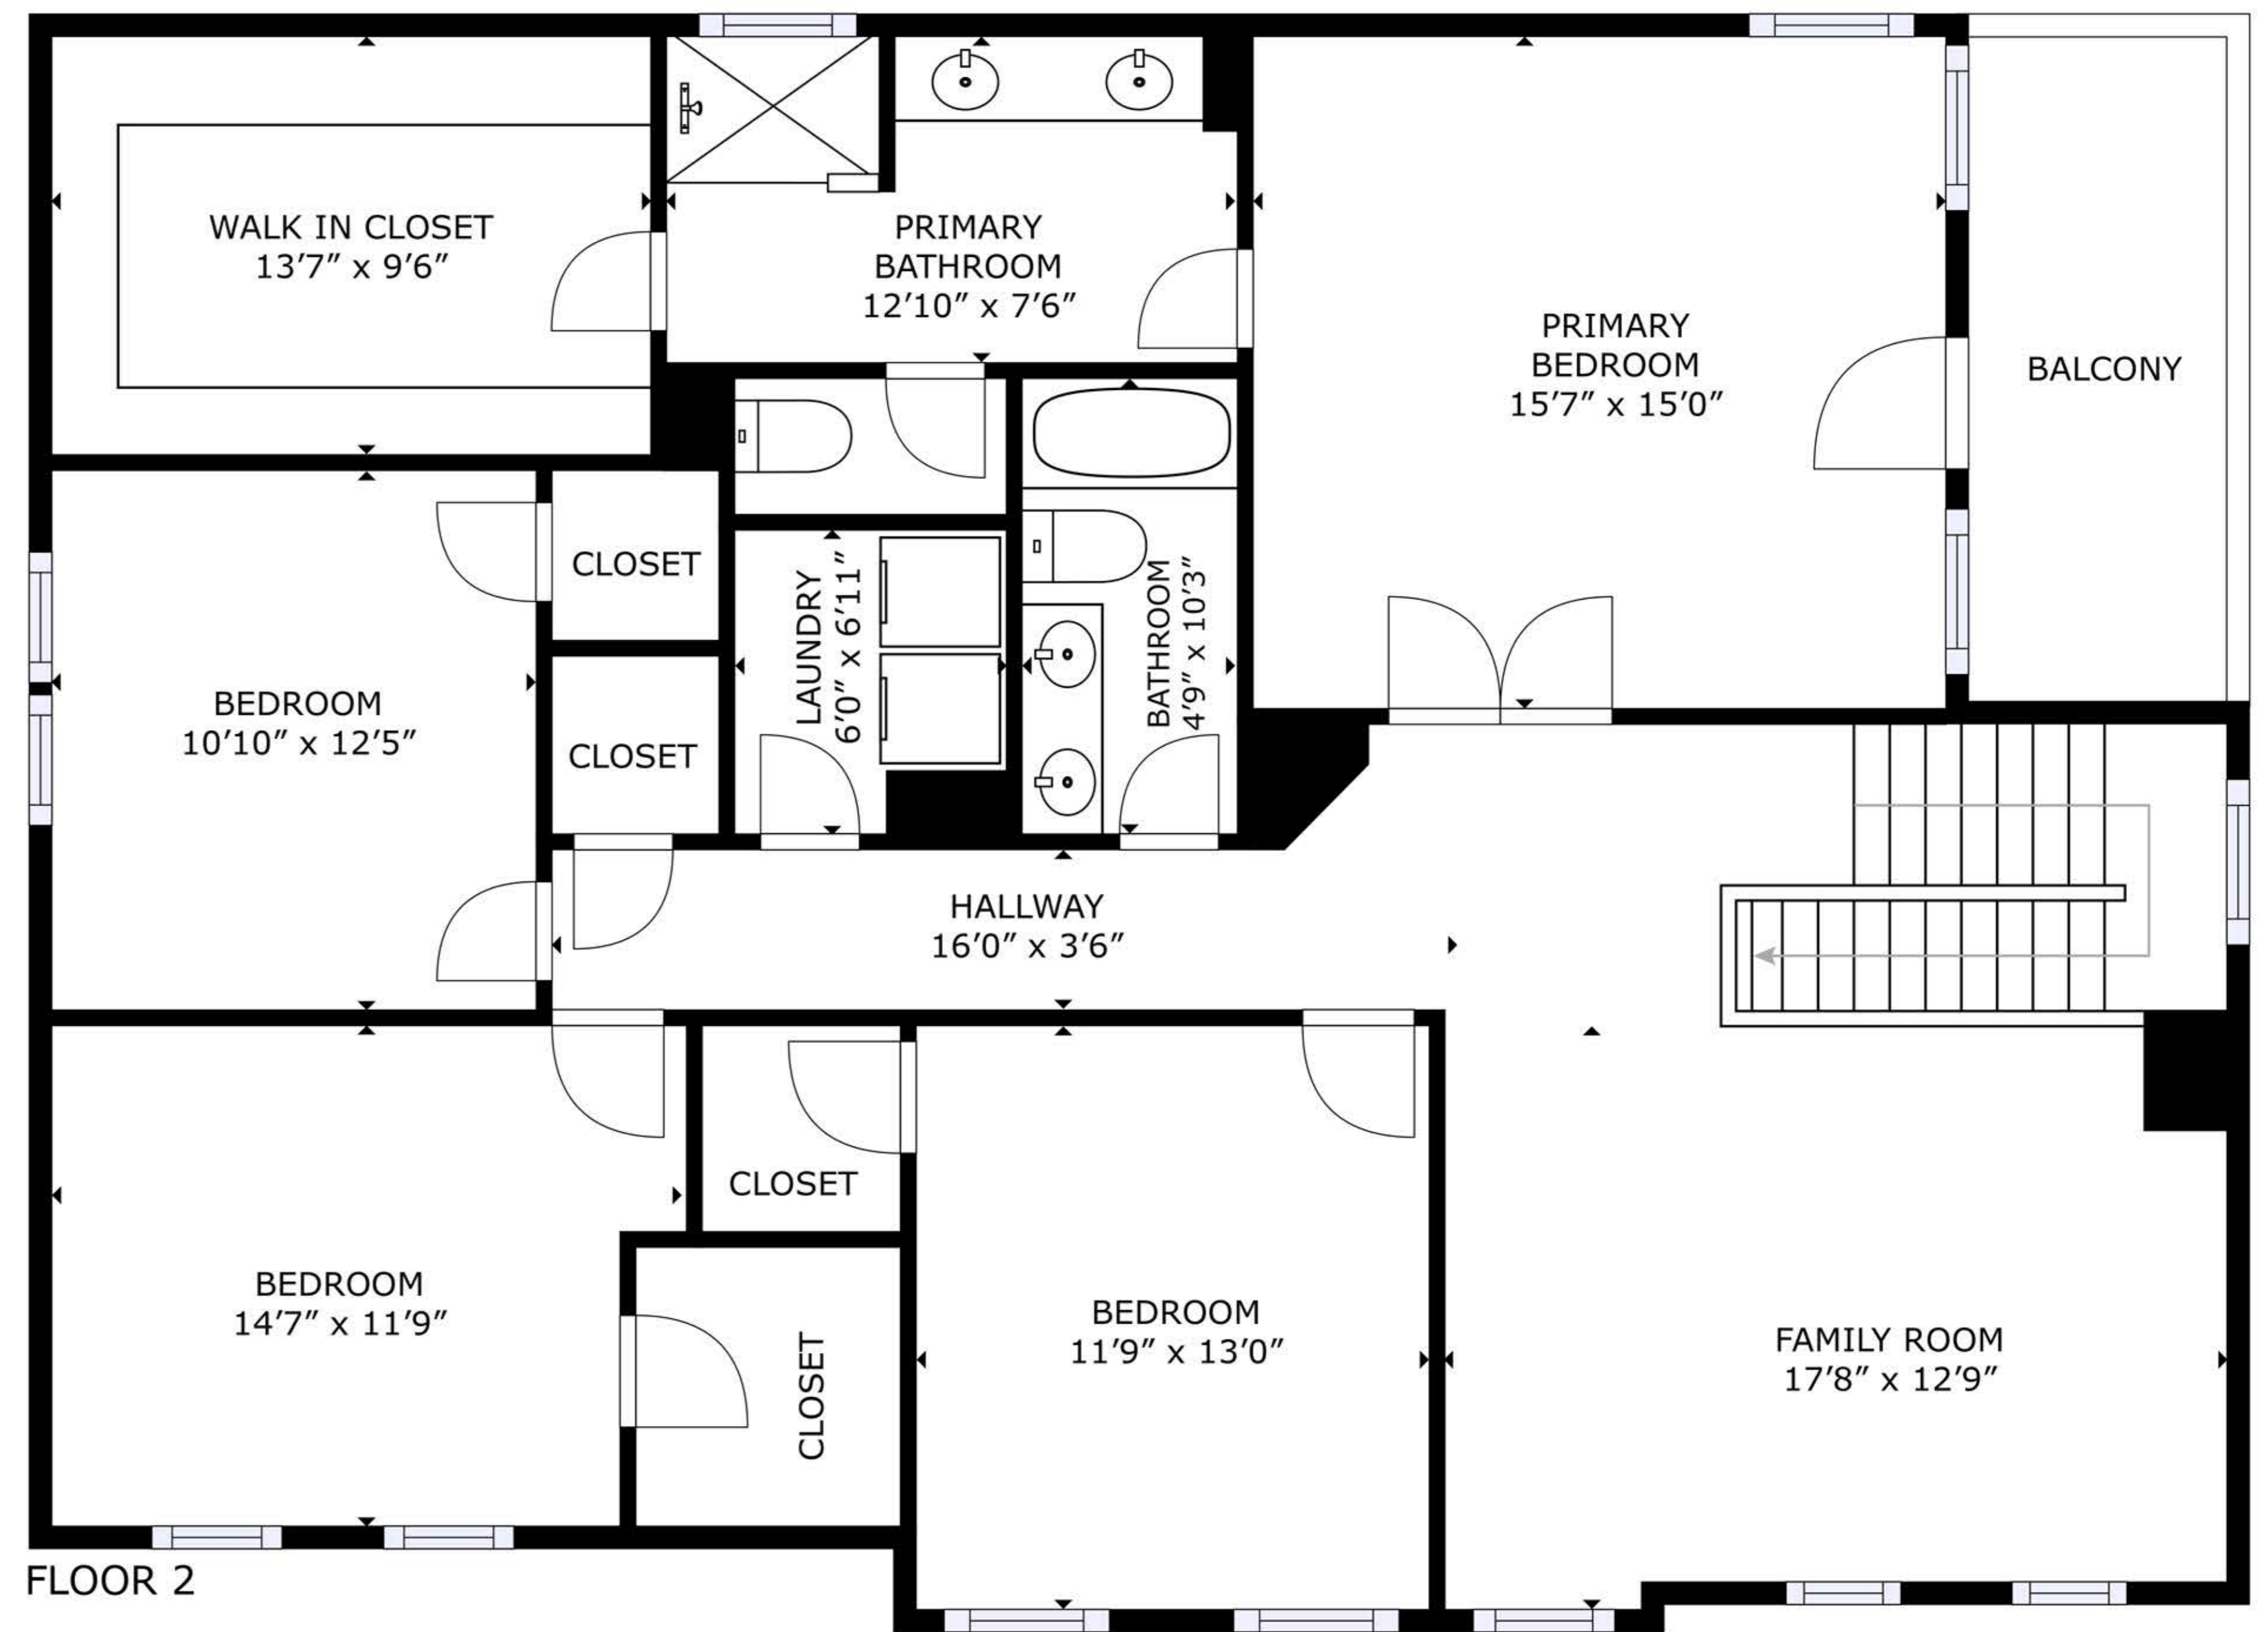 WALK IN CLOSET
13′7″ x 9′6″
PRIMARY
BATHROOM
12′10″ x 7′6″
PRIMARY
BEDROOM
15′7″ x 15′0″
BALCONY
CLOSET
LAUNDRY
6′0″ x 6′11″
BATHROOM
4′9″ x 10′3″
BEDROOM
10′10″ x 12′5″
CLOSET
HALLWAY
16′0″ x 3′6″
CLOSET
BEDROOM
14′7″ x 11′9″
CLOSET
BEDROOM
11′9″ x 13′0″
FAMILY ROOM
17′8″ x 12′9″
FLOOR 2